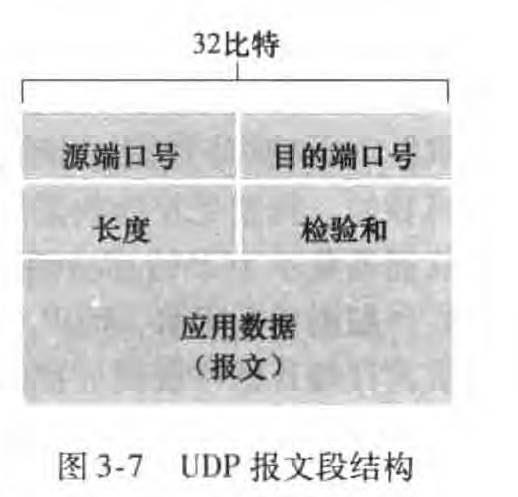 32比特
源端口号 目的端口号
长度 检验和
应用数据
（报文）
图 3-7 UDP 报文段结构